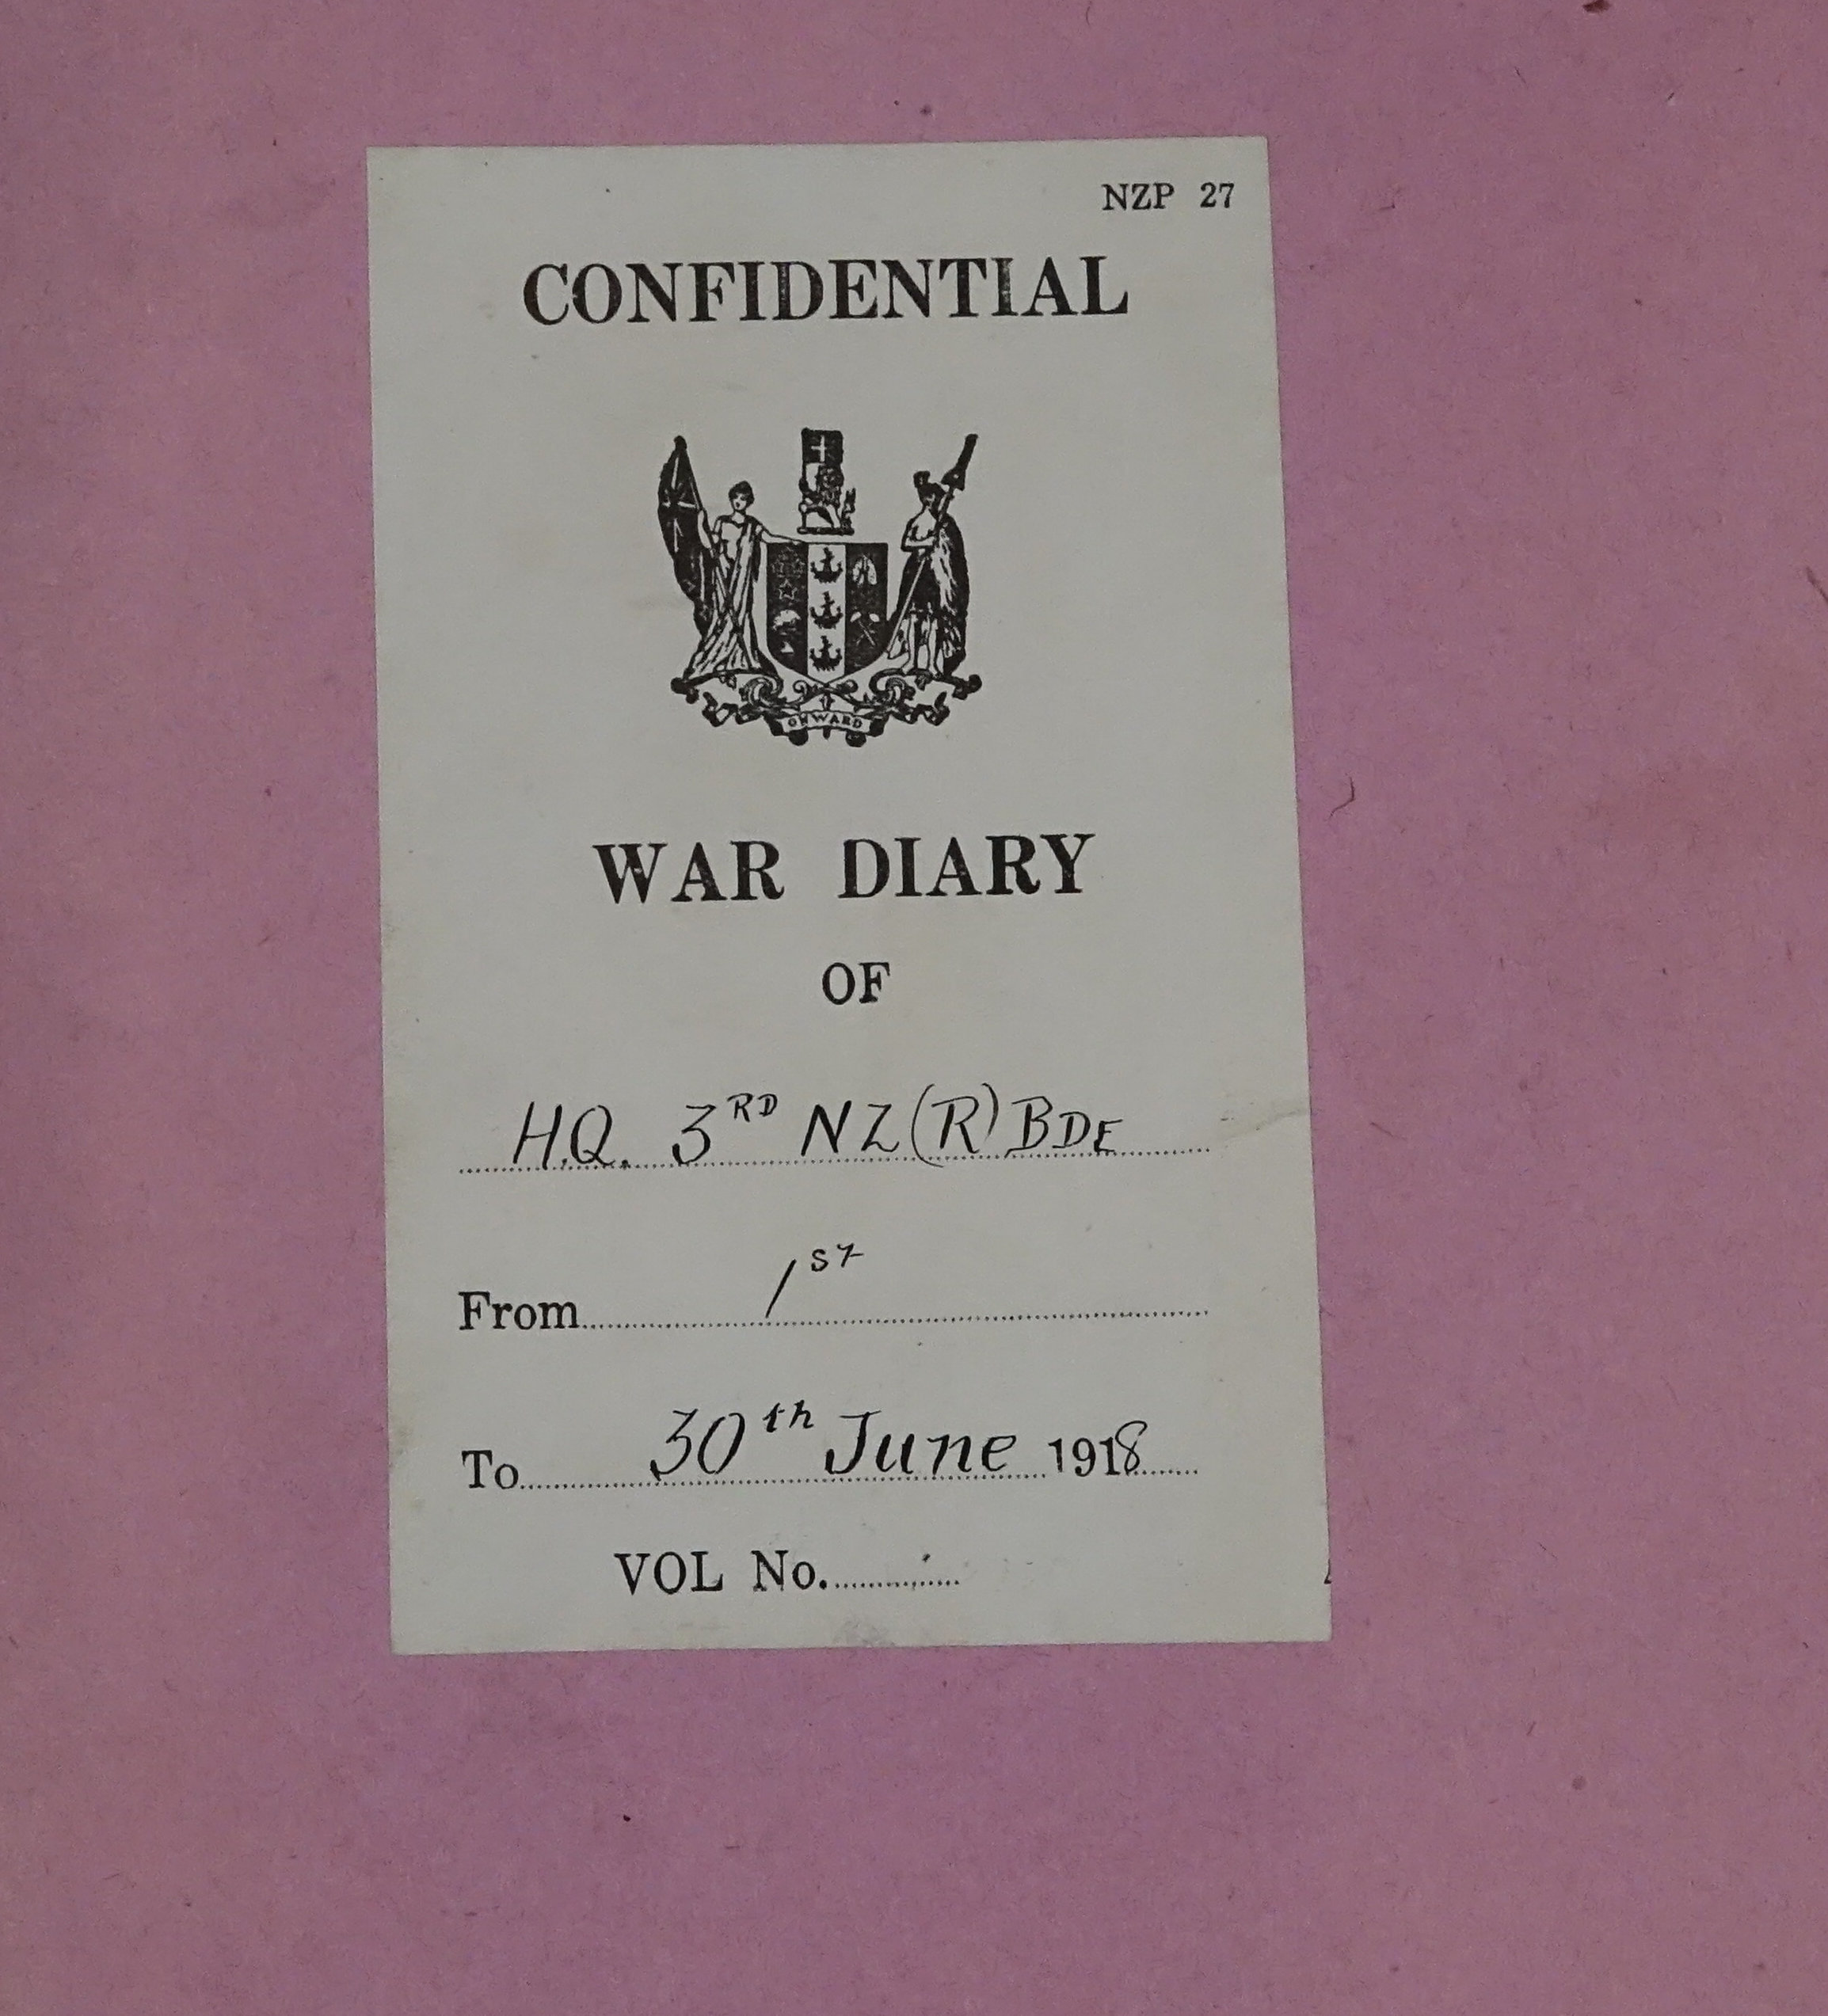 NZP 27
CONFIDENTIAL
ONWARD
WAR DIARY
OF
H.Q. 3RD NZ(R) BDE
From 1st
To 30th June 1918
VOL No.